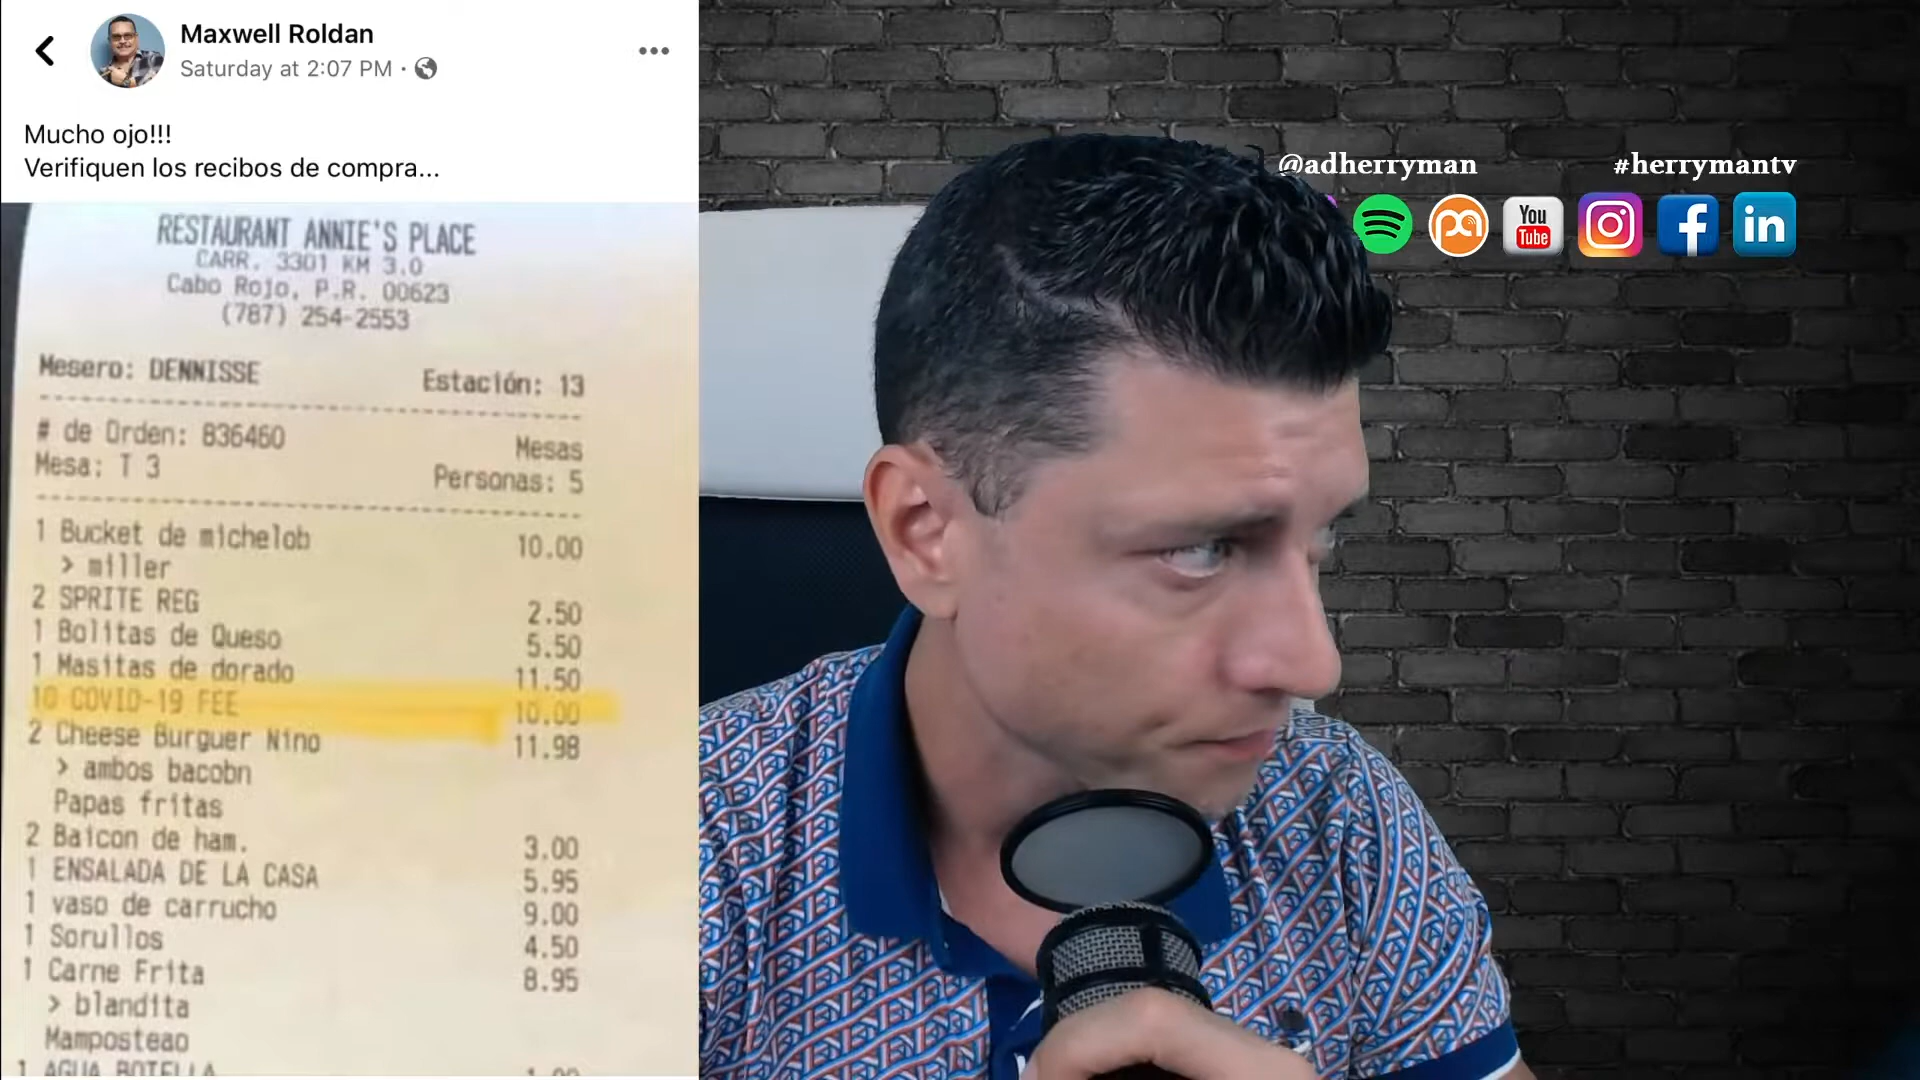 Maxwell Roldan
Saturday at 2:07 PM ·
Mucho ojo!!!
Verifiquen los recibos de compra...
RESTAURANT ANNIE'S PLACE
CARR. 3301 KM 3.0
Cabo Rojo, P.R. 00623
(787) 254-2553
Mesero: DENNISSE Estación: 13
# de Orden: 836460 Mesas
Mesa: T 3 Personas: 5
1 Bucket de michelob 10.00
> miller
2 SPRITE REG 2.50
1 Bolitas de Queso 5.50
1 Masitas de dorado 11.50
10 COVID-19 FEE 10.00
2 Cheese Burguer Nino 11.98
> ambos bacobn
Papas fritas
2 Baicon de ham. 3.00
1 ENSALADA DE LA CASA 5.95
1 vaso de carrucho 9.00
1 Sorullos 4.50
1 Carne Frita 8.95
> blandita
Mamposteao
1 AGUA BOTELLA
@adherryman #herrymantv
You
Tube
f
in